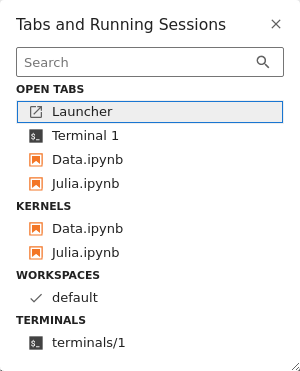 Tabs and Running Sessions
Search
OPEN TABS
Launcher
Terminal 1
Data.ipynb
Julia.ipynb
KERNELS
Data.ipynb
Julia.ipynb
WORKSPACES
default
TERMINALS
terminals/1